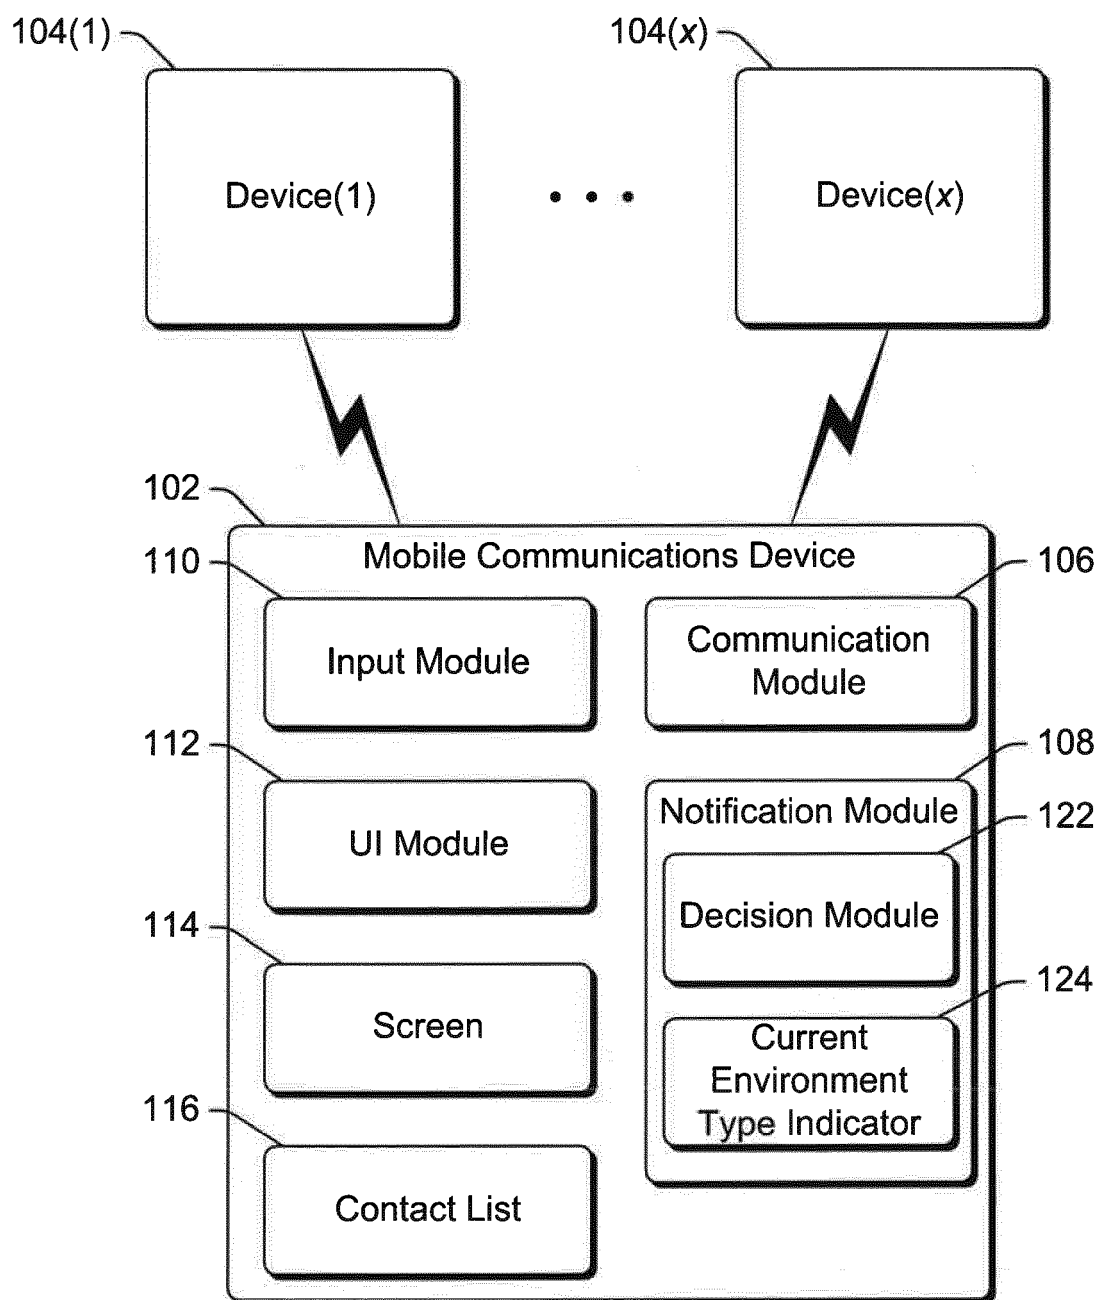 104(1)
104(x)
Device(1)
• • •
Device(x)
102
Mobile Communications Device
110
106
Input Module
Communication
Module
112
108
UI Module
Notification Module
122
Decision Module
114
Screen
124
Current
Environment
Type Indicator
116
Contact List